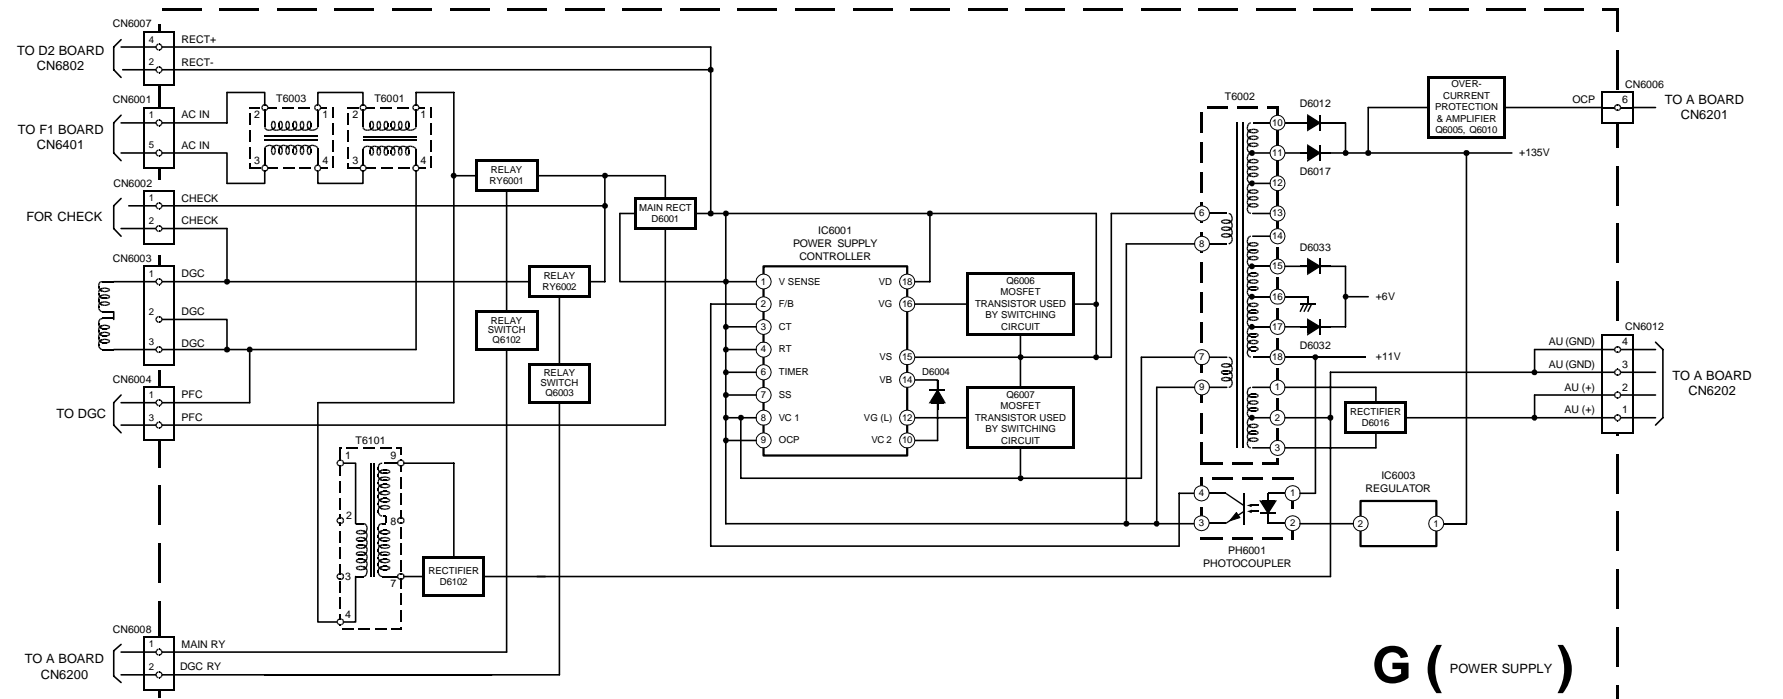 CN6007
TO D2 BOARD
CN6802
4 RECT+
2 RECT-
CN6001
TO F1 BOARD
CN6401
1 AC IN
5 AC IN
T6003
2 1
3 4
T6001
2 1
3 4
CN6002
FOR CHECK
1 CHECK
2 CHECK
CN6003
1 DGC
2 DGC
3 DGC
CN6004
TO DGC
1 PFC
3 PFC
RELAY
RY6001
RELAY
RY6002
RELAY
SWITCH
Q6102
RELAY
SWITCH
Q6003
MAIN RECT
D6001
T6101
1 9
2 8
3 7
4
RECTIFIER
D6102
CN6008
TO A BOARD
CN6200
1 MAIN RY
2 DGC RY
IC6001
POWER SUPPLY
CONTROLLER
1 V SENSE VD 18
2 F/B VG 16
3 CT
4 RT VS 15
6 TIMER VB 14
7 SS
8 VC 1 VG (L) 12
9 OCP VC 2 10
D6004
Q6006
MOSFET
TRANSISTOR USED
BY SWITCHING
CIRCUIT
Q6007
MOSFET
TRANSISTOR USED
BY SWITCHING
CIRCUIT
T6002
6
8
7
9
10
11
12
13
14
15
16
17
18
1
2
3
D6012
D6017
D6033
D6032
OVER-
CURRENT
PROTECTION
& AMPLIFIER
Q6005, Q6010
+135V
+6V
+11V
OCP 6
CN6006
TO A BOARD
CN6201
CN6012
AU (GND) 4
AU (GND) 3
AU (+) 2
AU (+) 1
TO A BOARD
CN6202
RECTIFIER
D6016
IC6003
REGULATOR
2 1
4 1
3 2
PH6001
PHOTOCOUPLER
G ( POWER SUPPLY )